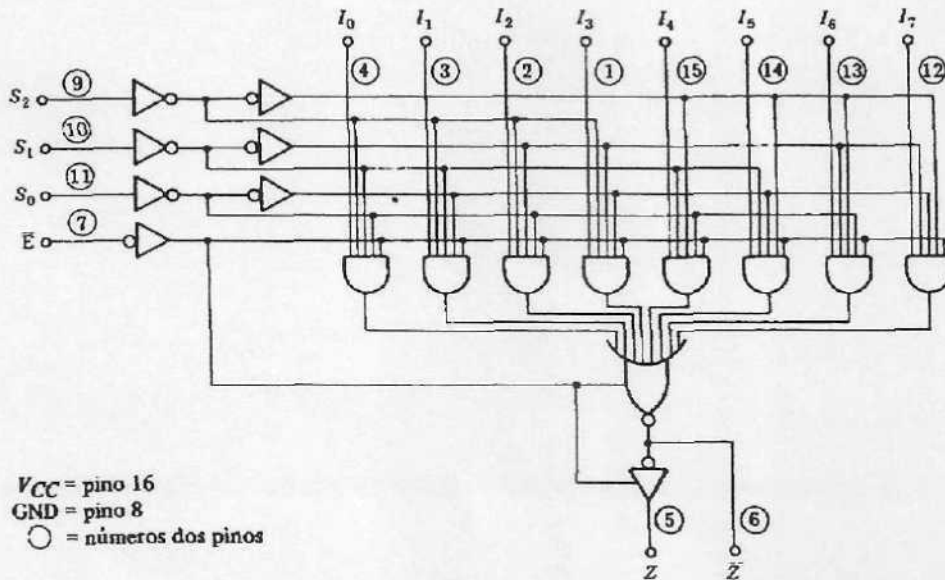 I₀ I₁ I₂ I₃ I₄ I₅ I₆ I₇
④ ③ ② ① ⑮ ⑭ ⑬ ⑫
S₂ ⑨
S₁ ⑩
S₀ ⑪
E̅ ⑦
V_CC = pino 16
GND = pino 8
◯ = números dos pinos
⑤ ⑥
Z Z̅